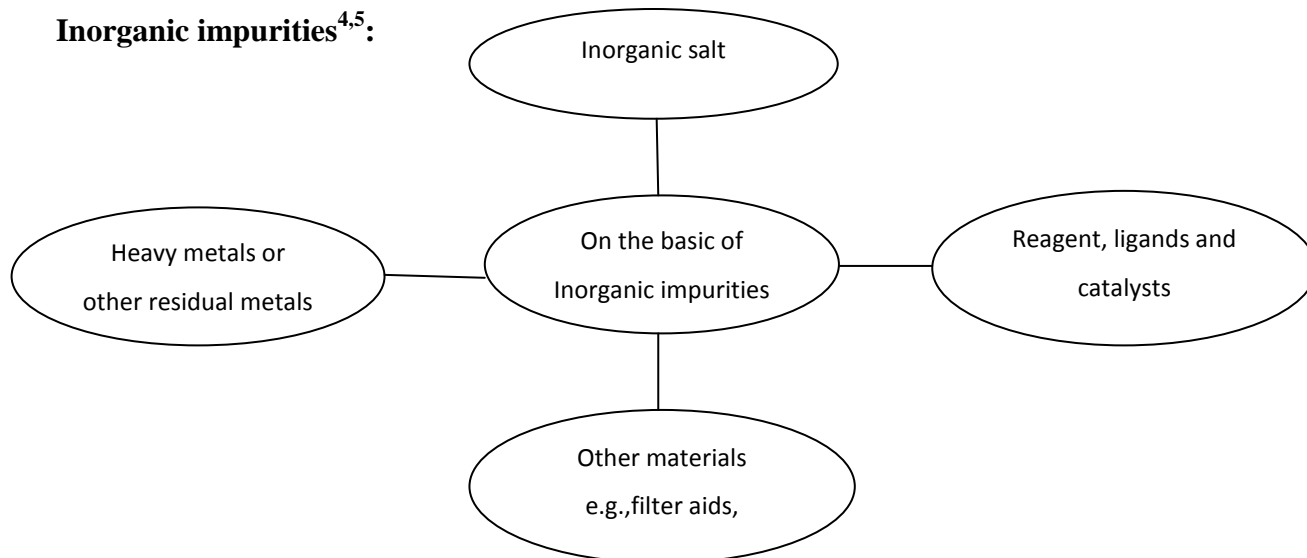 Inorganic impurities4,5:
Inorganic salt
Heavy metals or
other residual metals
On the basic of
Inorganic impurities
Reagent, ligands and
catalysts
Other materials
e.g.,filter aids,